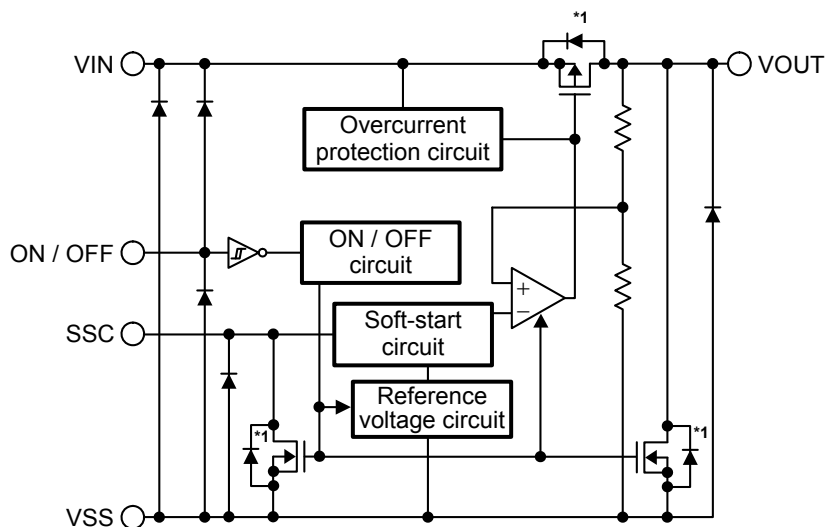 *1
VIN
VOUT
Overcurrent
protection circuit
ON / OFF
ON / OFF
circuit
+
−
SSC
Soft-start
circuit
Reference
voltage circuit
*1
*1
VSS